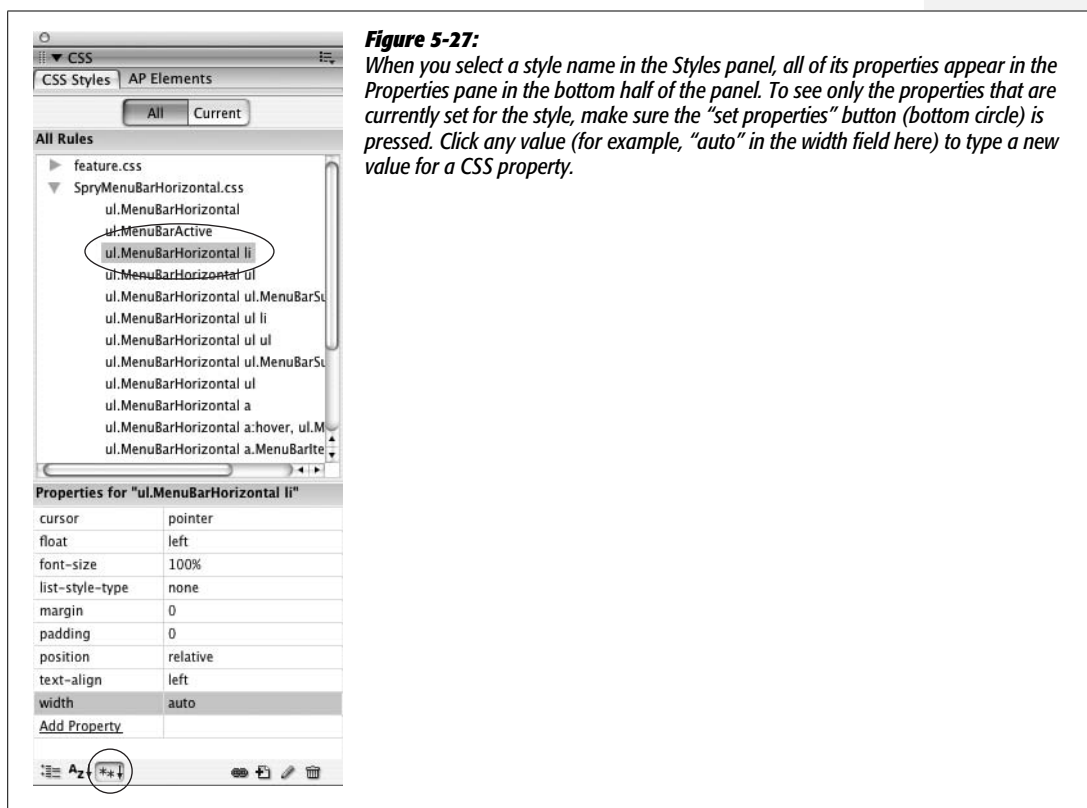 Figure 5-27:
When you select a style name in the Styles panel, all of its properties appear in the
Properties pane in the bottom half of the panel. To see only the properties that are
currently set for the style, make sure the “set properties” button (bottom circle) is
pressed. Click any value (for example, “auto” in the width field here) to type a new
value for a CSS property.
CSS
CSS Styles AP Elements
All Current
All Rules
feature.css
SpryMenuBarHorizontal.css
ul.MenuBarHorizontal
ul.MenuBarActive
ul.MenuBarHorizontal li
ul.MenuBarHorizontal ul
ul.MenuBarHorizontal ul.MenuBarSu
ul.MenuBarHorizontal ul li
ul.MenuBarHorizontal ul ul
ul.MenuBarHorizontal ul.MenuBarSu
ul.MenuBarHorizontal ul
ul.MenuBarHorizontal a
ul.MenuBarHorizontal a:hover, ul.M
ul.MenuBarHorizontal a.MenuBarIte
Properties for "ul.MenuBarHorizontal li"
cursor pointer
float left
font-size 100%
list-style-type none
margin 0
padding 0
position relative
text-align left
width auto
Add Property
Az **